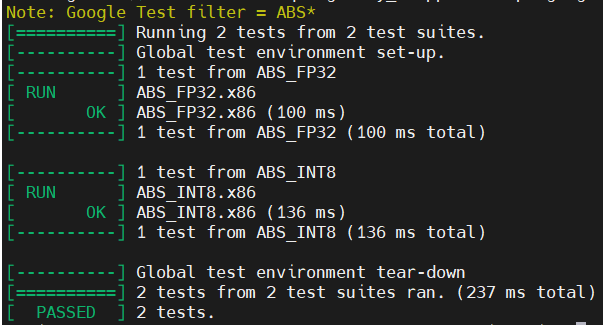 Note: Google Test filter = ABS*
[==========] Running 2 tests from 2 test suites.
[----------] Global test environment set-up.
[----------] 1 test from ABS_FP32
[ RUN      ] ABS_FP32.x86
[       OK ] ABS_FP32.x86 (100 ms)
[----------] 1 test from ABS_FP32 (100 ms total)
[----------] 1 test from ABS_INT8
[ RUN      ] ABS_INT8.x86
[       OK ] ABS_INT8.x86 (136 ms)
[----------] 1 test from ABS_INT8 (136 ms total)
[----------] Global test environment tear-down
[==========] 2 tests from 2 test suites ran. (237 ms total)
[  PASSED  ] 2 tests.